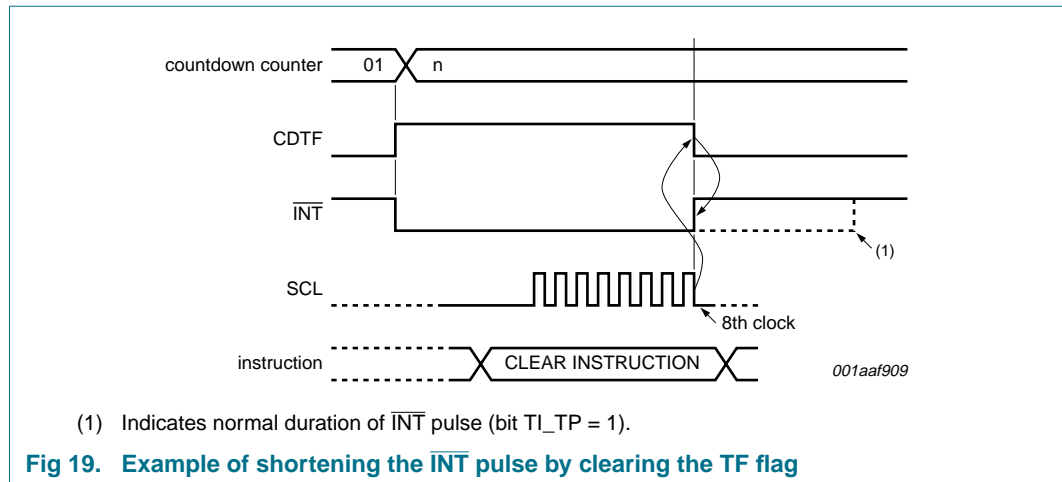 countdown counter 01 n
CDTF
INT
(1)
SCL
8th clock
instruction CLEAR INSTRUCTION
001aaf909
(1) Indicates normal duration of INT pulse (bit TI_TP = 1).
Fig 19. Example of shortening the INT pulse by clearing the TF flag